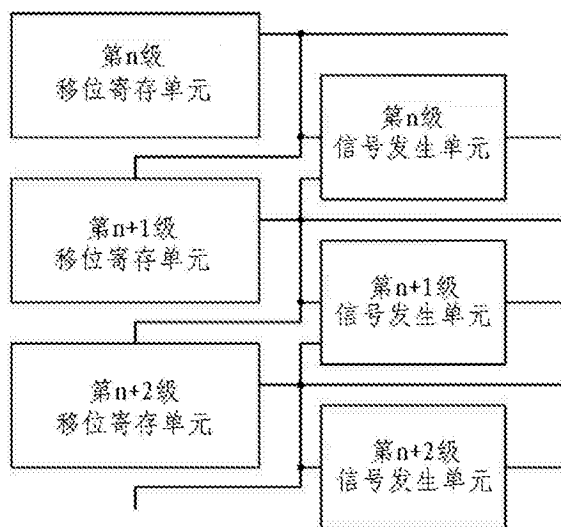 第n级
移位寄存单元
第n级
信号发生单元
第n+1级
移位寄存单元
第n+1级
信号发生单元
第n+2级
移位寄存单元
第n+2级
信号发生单元